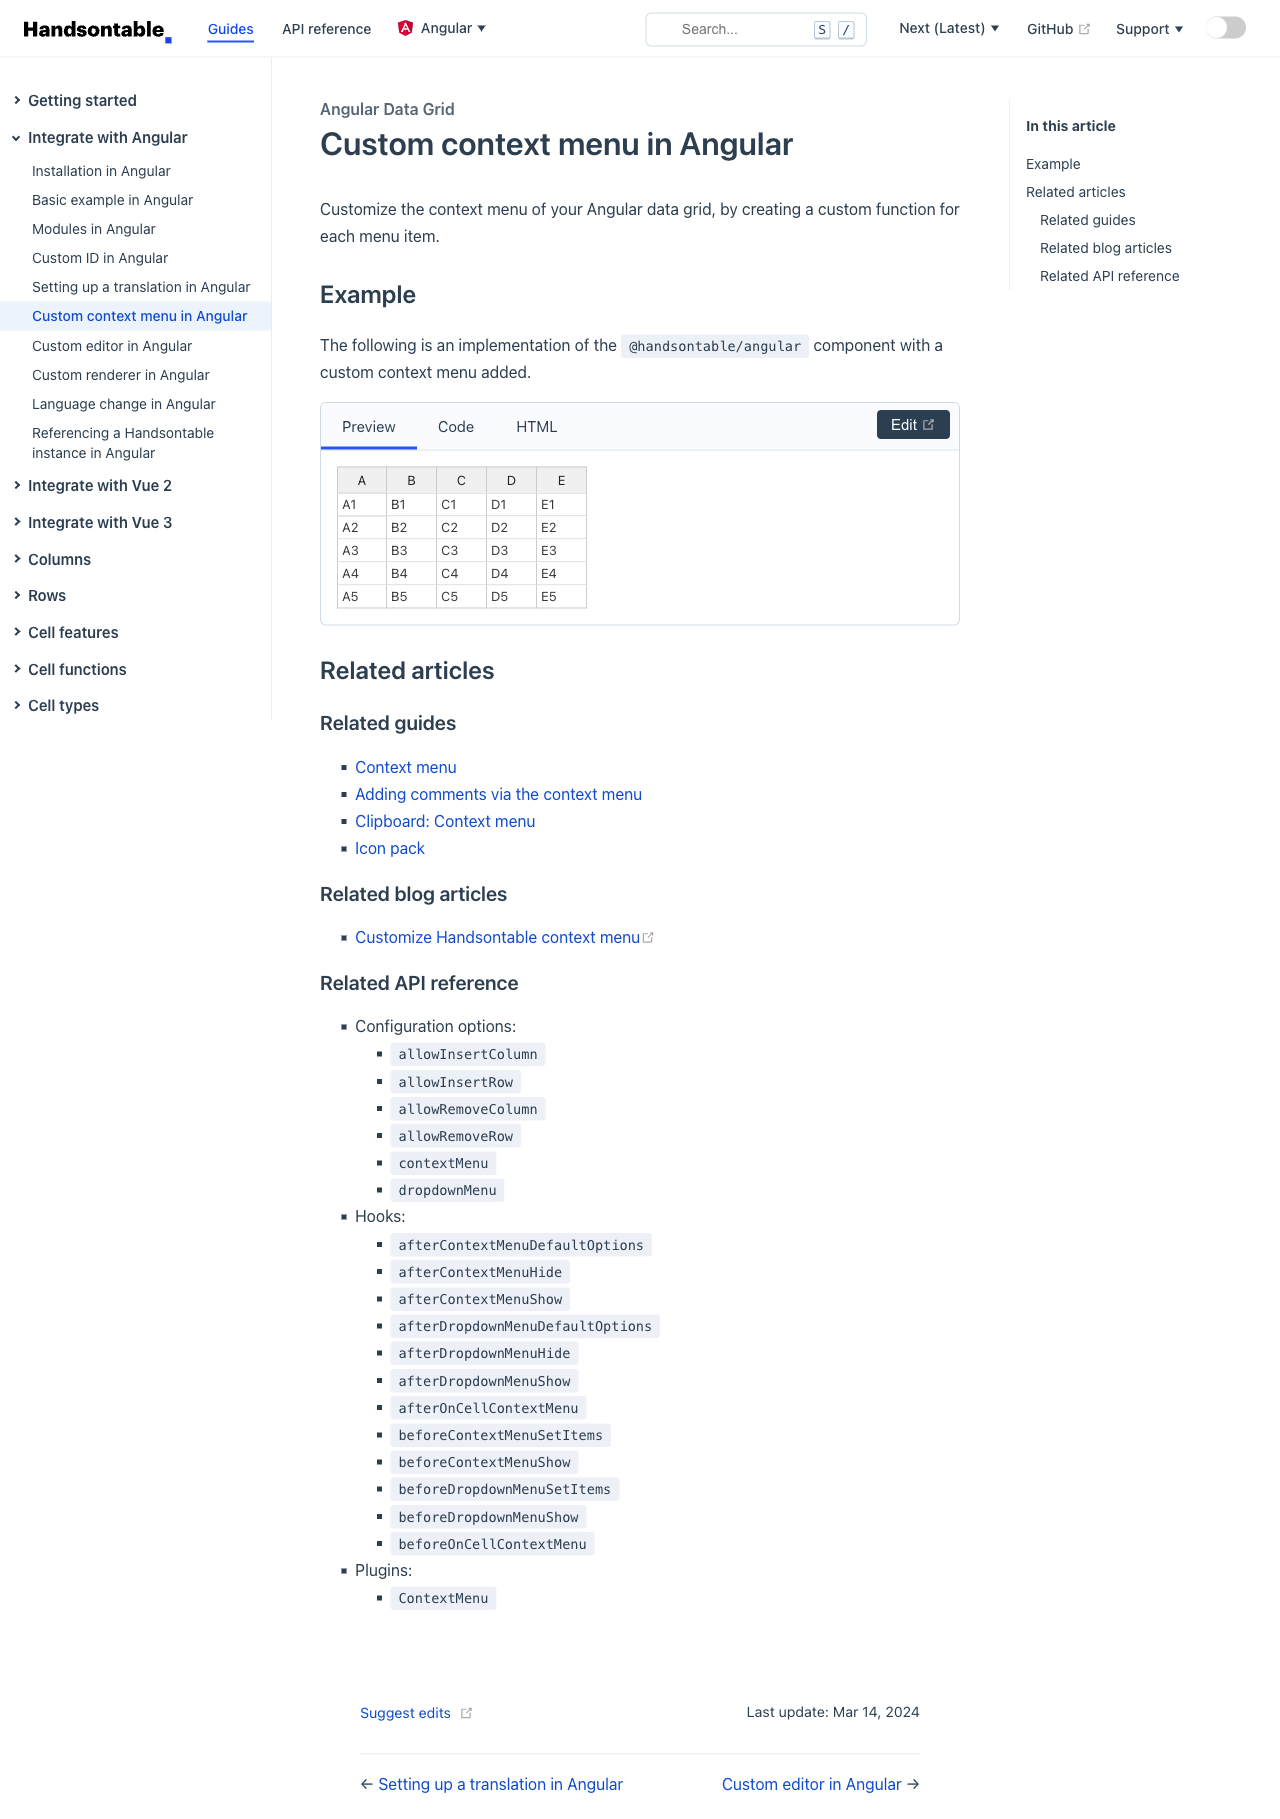 Handsontable
Guides
API reference
Angular
Search...
S
/
Next (Latest)
GitHub
Support
Getting started
Integrate with Angular
Installation in Angular
Basic example in Angular
Modules in Angular
Custom ID in Angular
Setting up a translation in Angular
Custom context menu in Angular
Custom editor in Angular
Custom renderer in Angular
Language change in Angular
Referencing a Handsontable
instance in Angular
Integrate with Vue 2
Integrate with Vue 3
Columns
Rows
Cell features
Cell functions
Cell types
Angular Data Grid
Custom context menu in Angular
Customize the context menu of your Angular data grid, by creating a custom function for
each menu item.
Example
The following is an implementation of the @handsontable/angular component with a
custom context menu added.
Preview Code HTML Edit
A B C D E
A1 B1 C1 D1 E1
A2 B2 C2 D2 E2
A3 B3 C3 D3 E3
A4 B4 C4 D4 E4
A5 B5 C5 D5 E5
Related articles
Related guides
Context menu
Adding comments via the context menu
Clipboard: Context menu
Icon pack
Related blog articles
Customize Handsontable context menu
Related API reference
Configuration options:
allowInsertColumn
allowInsertRow
allowRemoveColumn
allowRemoveRow
contextMenu
dropdownMenu
Hooks:
afterContextMenuDefaultOptions
afterContextMenuHide
afterContextMenuShow
afterDropdownMenuDefaultOptions
afterDropdownMenuHide
afterDropdownMenuShow
afterOnCellContextMenu
beforeContextMenuSetItems
beforeContextMenuShow
beforeDropdownMenuSetItems
beforeDropdownMenuShow
beforeOnCellContextMenu
Plugins:
ContextMenu
Suggest edits
Last update: Mar 14, 2024
← Setting up a translation in Angular
Custom editor in Angular →
In this article
Example
Related articles
Related guides
Related blog articles
Related API reference